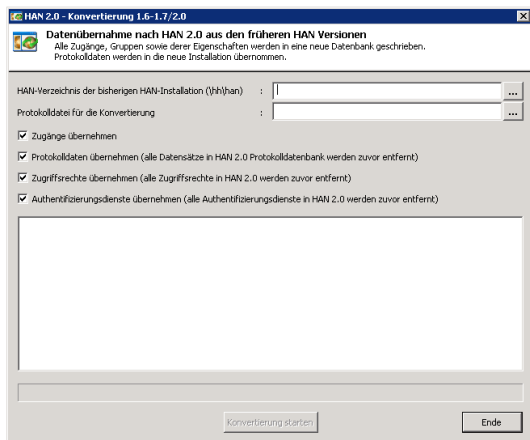 HAN 2.0 - Konvertierung 1.6-1.7/2.0
Datenübernahme nach HAN 2.0 aus den früheren HAN Versionen
Alle Zugänge, Gruppen sowie derer Eigenschaften werden in eine neue Datenbank geschrieben.
Protokolldaten werden in die neue Installation übernommen.
HAN-Verzeichnis der bisherigen HAN-Installation (\hh\han) : ...
Protokolldatei für die Konvertierung : ...
Zugänge übernehmen
Protokolldaten übernehmen (alle Datensätze in HAN 2.0 Protokolldatenbank werden zuvor entfernt)
Zugriffsrechte übernehmen (alle Zugriffsrechte in HAN 2.0 werden zuvor entfernt)
Authentifizierungsdienste übernehmen (alle Authentifizierungsdienste in HAN 2.0 werden zuvor entfernt)
Konvertierung starten Ende